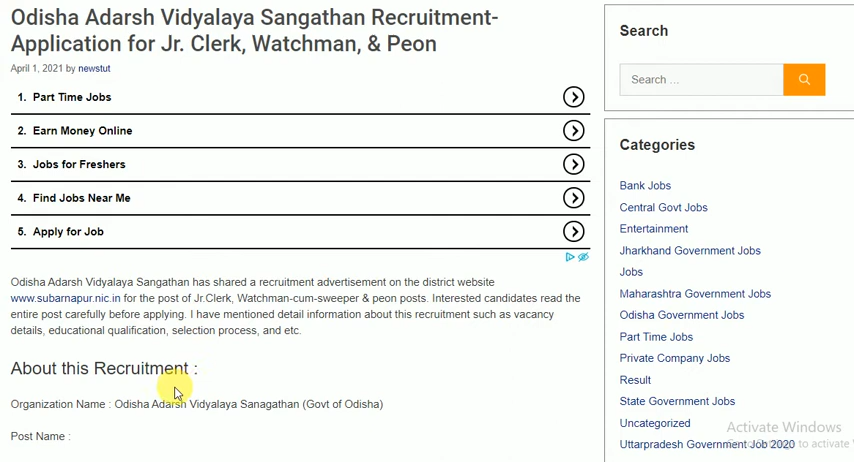 Odisha Adarsh Vidyalaya Sangathan Recruitment-
Application for Jr. Clerk, Watchman, & Peon
April 1, 2021 by newstut
1. Part Time Jobs
2. Earn Money Online
3. Jobs for Freshers
4. Find Jobs Near Me
5. Apply for Job
Odisha Adarsh Vidyalaya Sangathan has shared a recruitment advertisement on the district website
www.subarnapur.nic.in for the post of Jr.Clerk, Watchman-cum-sweeper & peon posts. Interested candidates read the
entire post carefully before applying. I have mentioned detail information about this recruitment such as vacancy
details, educational qualification, selection process, and etc.
About this Recruitment :
Organization Name : Odisha Adarsh Vidyalaya Sanagathan (Govt of Odisha)
Post Name :
Search
Search ...
Categories
Bank Jobs
Central Govt Jobs
Entertainment
Jharkhand Government Jobs
Jobs
Maharashtra Government Jobs
Odisha Government Jobs
Part Time Jobs
Private Company Jobs
Result
State Government Jobs
Uncategorized
Uttarpradesh Government Job 2020
Activate Windows
to activate